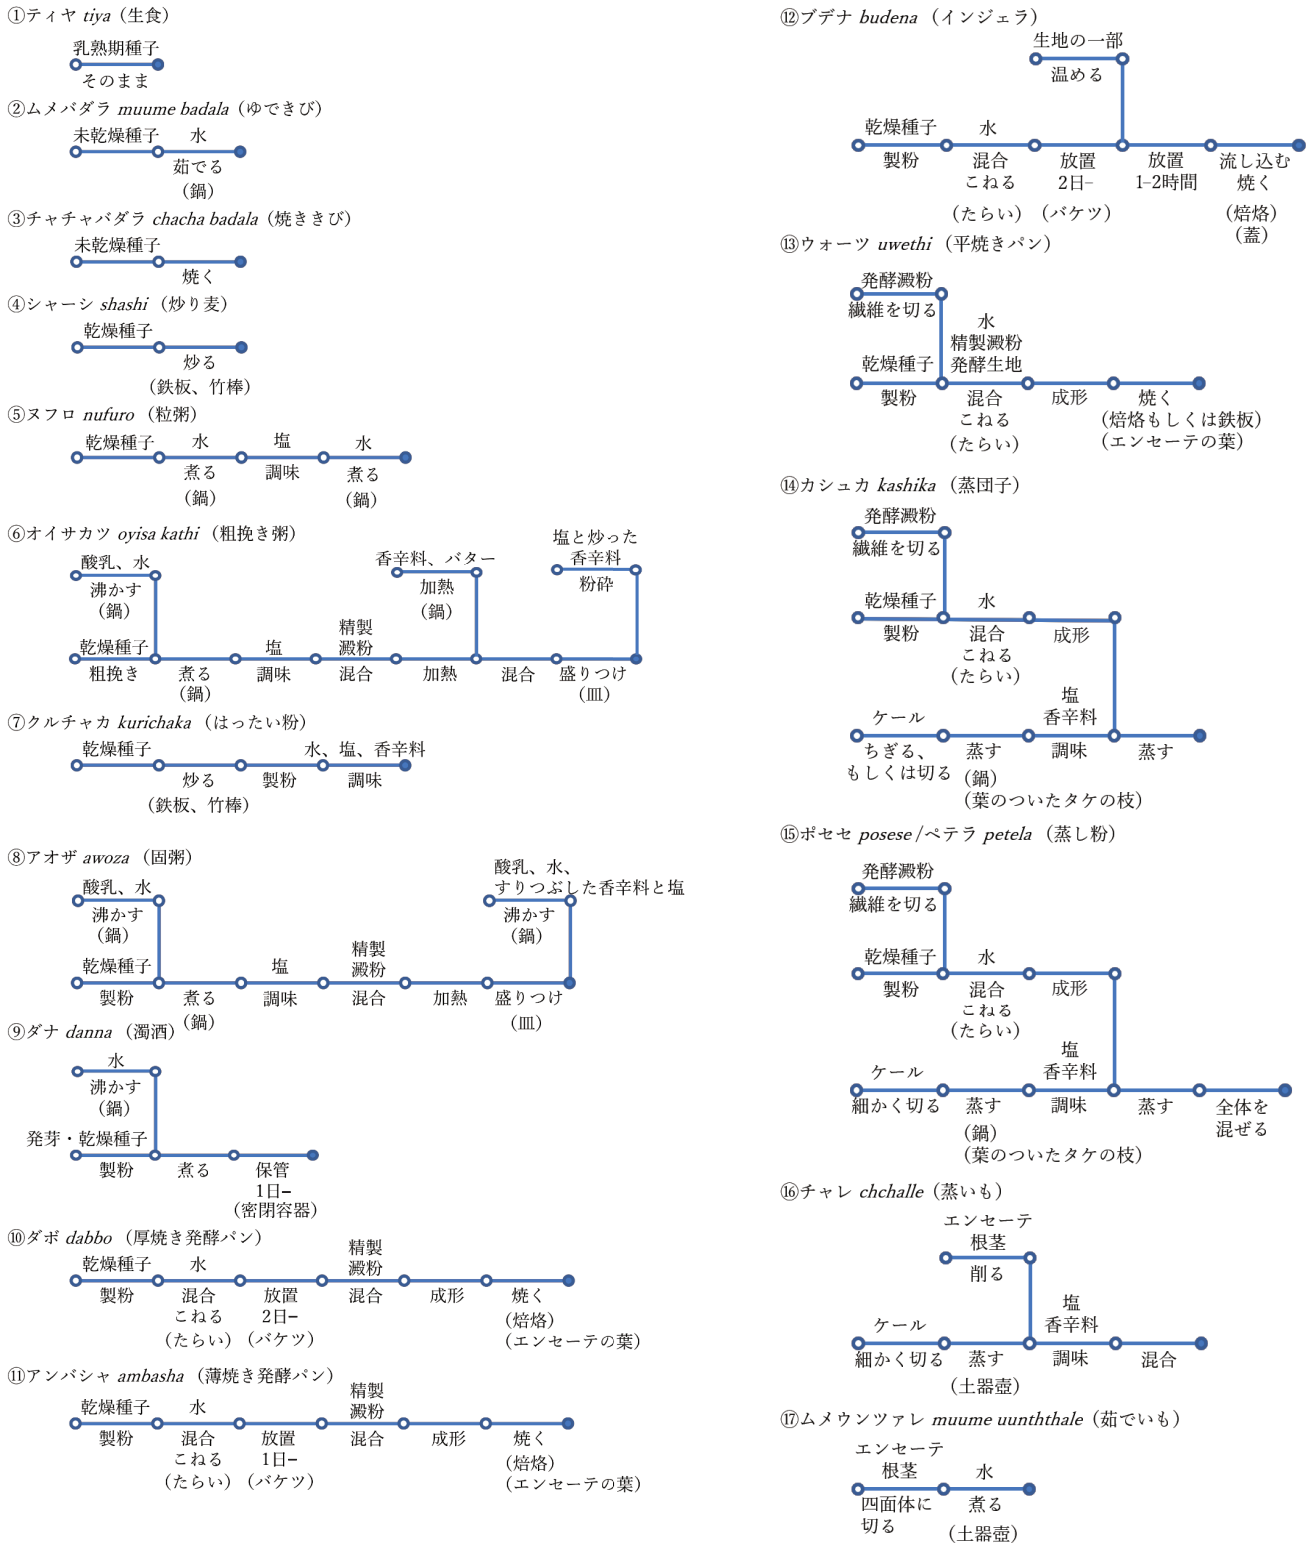 ①ティヤ tiya（生食）
乳熟期種子
そのまま
②ムメバダラ muume badala（ゆできび）
未乾燥種子 水
茹でる
（鍋）
③チャチャバダラ chacha badala（焼ききび）
未乾燥種子
焼く
④シャーシ shashi（炒り麦）
乾燥種子
炒る
（鉄板、竹棒）
⑤ヌフロ nufuro（粒粥）
乾燥種子 水 塩 水
煮る 調味 煮る
（鍋） （鍋）
⑥オイサカツ oyisa kathi（粗挽き粥）
塩と炒った
酸乳、水 香辛料、バター 香辛料
沸かす 加熱 粉砕
（鍋） （鍋）
精製
乾燥種子 塩 澱粉
粗挽き 煮る 調味 混合 加熱 混合 盛りつけ
（鍋） （皿）
⑦クルチャカ kurichaka（はったい粉）
乾燥種子 水、塩、香辛料
炒る 製粉 調味
（鉄板、竹棒）
⑧アオザ awoza（固粥）
酸乳、水、
酸乳、水 すりつぶした香辛料と塩
沸かす 沸かす
（鍋） （鍋）
精製
乾燥種子 塩 澱粉
製粉 煮る 調味 混合 加熱 盛りつけ
（鍋） （皿）
⑨ダナ danna（濁酒）
水
沸かす
（鍋）
発芽・乾燥種子
製粉 煮る 保管
1日–
（密閉容器）
⑩ダボ dabbo（厚焼き発酵パン）
精製
乾燥種子 水 澱粉
製粉 混合 放置 混合 成形 焼く
こねる 2日– （焙烙）
（たらい） （バケツ） （エンセーテの葉）
⑪アンバシャ ambasha（薄焼き発酵パン）
精製
乾燥種子 水 澱粉
製粉 混合 放置 混合 成形 焼く
こねる 1日– （焙烙）
（たらい） （バケツ） （エンセーテの葉）
⑫ブデナ budena（インジェラ）
生地の一部
温める
乾燥種子 水
製粉 混合 放置 放置 流し込む
こねる 2日– 1–2時間 焼く
（たらい） （バケツ） （焙烙）
（蓋）
⑬ウォーツ uwethi（平焼きパン）
発酵澱粉
繊維を切る
水
精製澱粉
乾燥種子 発酵生地
製粉 混合 成形 焼く
こねる （焙烙もしくは鉄板）
（たらい） （エンセーテの葉）
⑭カシュカ kashika（蒸団子）
発酵澱粉
繊維を切る
乾燥種子 水
製粉 混合 成形
こねる
（たらい）
塩
ケール 香辛料
ちぎる、 蒸す 調味 蒸す
もしくは切る （鍋）
（葉のついたタケの枝）
⑮ポセセ posese /ペテラ petela（蒸し粉）
発酵澱粉
繊維を切る
乾燥種子 水
製粉 混合 成形
こねる
（たらい）
塩
ケール 香辛料
細かく切る 蒸す 調味 蒸す 全体を
混ぜる
（鍋）
（葉のついたタケの枝）
⑯チャレ chchalle（蒸いも）
エンセーテ
根茎
削る
塩
ケール 香辛料
細かく切る 蒸す 調味 混合
（土器壺）
⑰ムメウンツァレ muume uunththale（茹でいも）
エンセーテ
根茎 水
四面体に 煮る
切る
（土器壺）